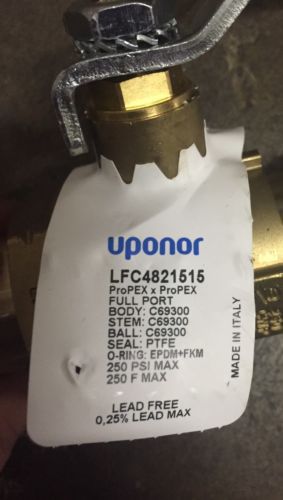 uponor
LFC4821515
ProPEX x ProPEX
FULL PORT
BODY: C69300
STEM: C69300
BALL: C69300
SEAL: PTFE
O-RING: EPDM+FKM
250 PSI MAX
250 F MAX
LEAD FREE
0,25% LEAD MAX
MADE IN ITALY